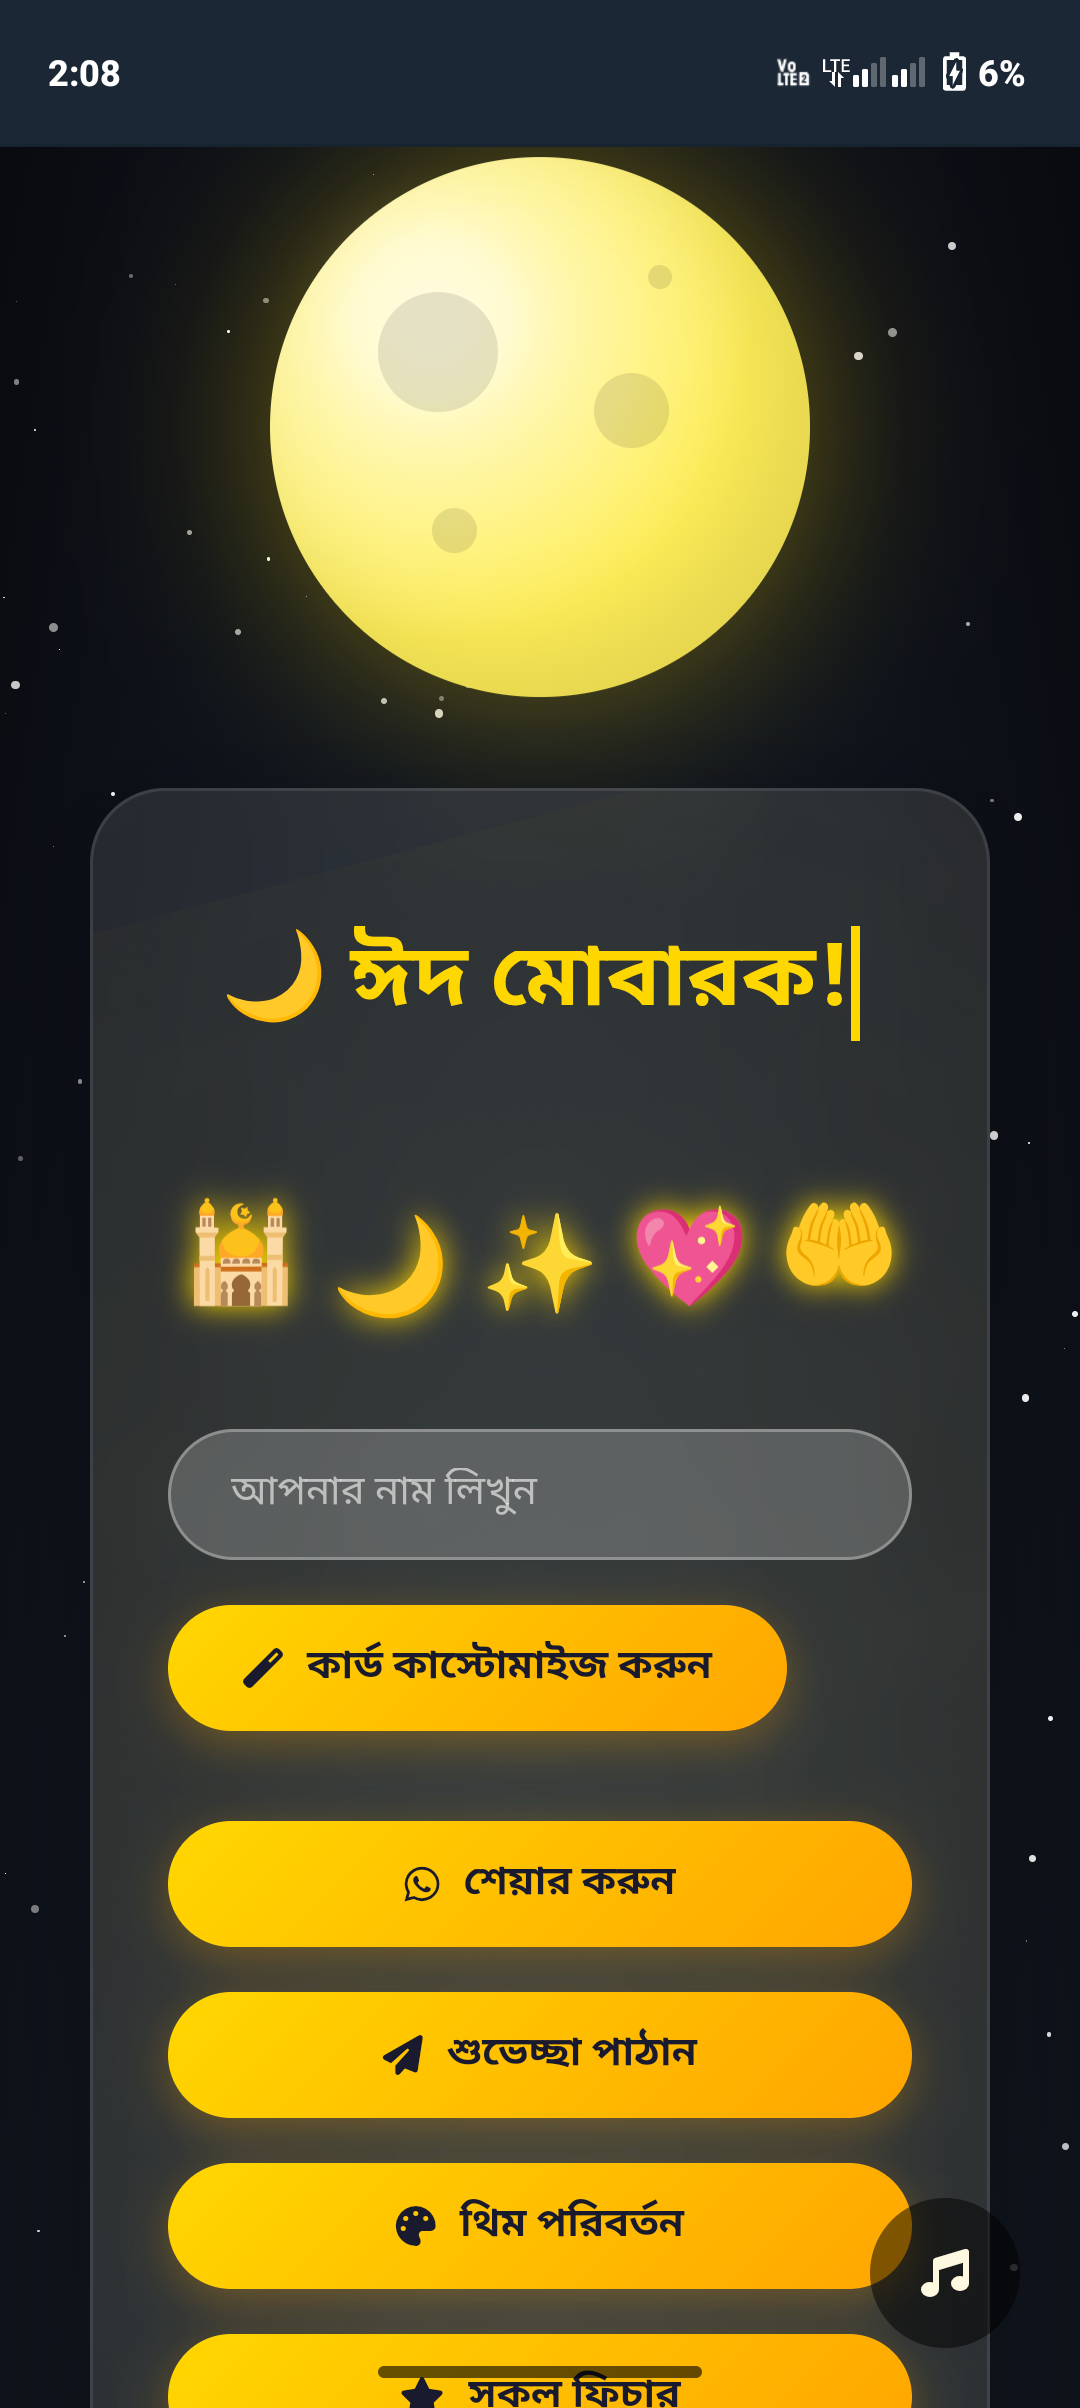 2:08
Vo LTE2 LTE 6%
🌙 ঈদ মোবারক!
আপনার নাম লিখুন
কার্ড কাস্টোমাইজ করুন
শেয়ার করুন
শুভেচ্ছা পাঠান
থিম পরিবর্তন
সকল ফিচার